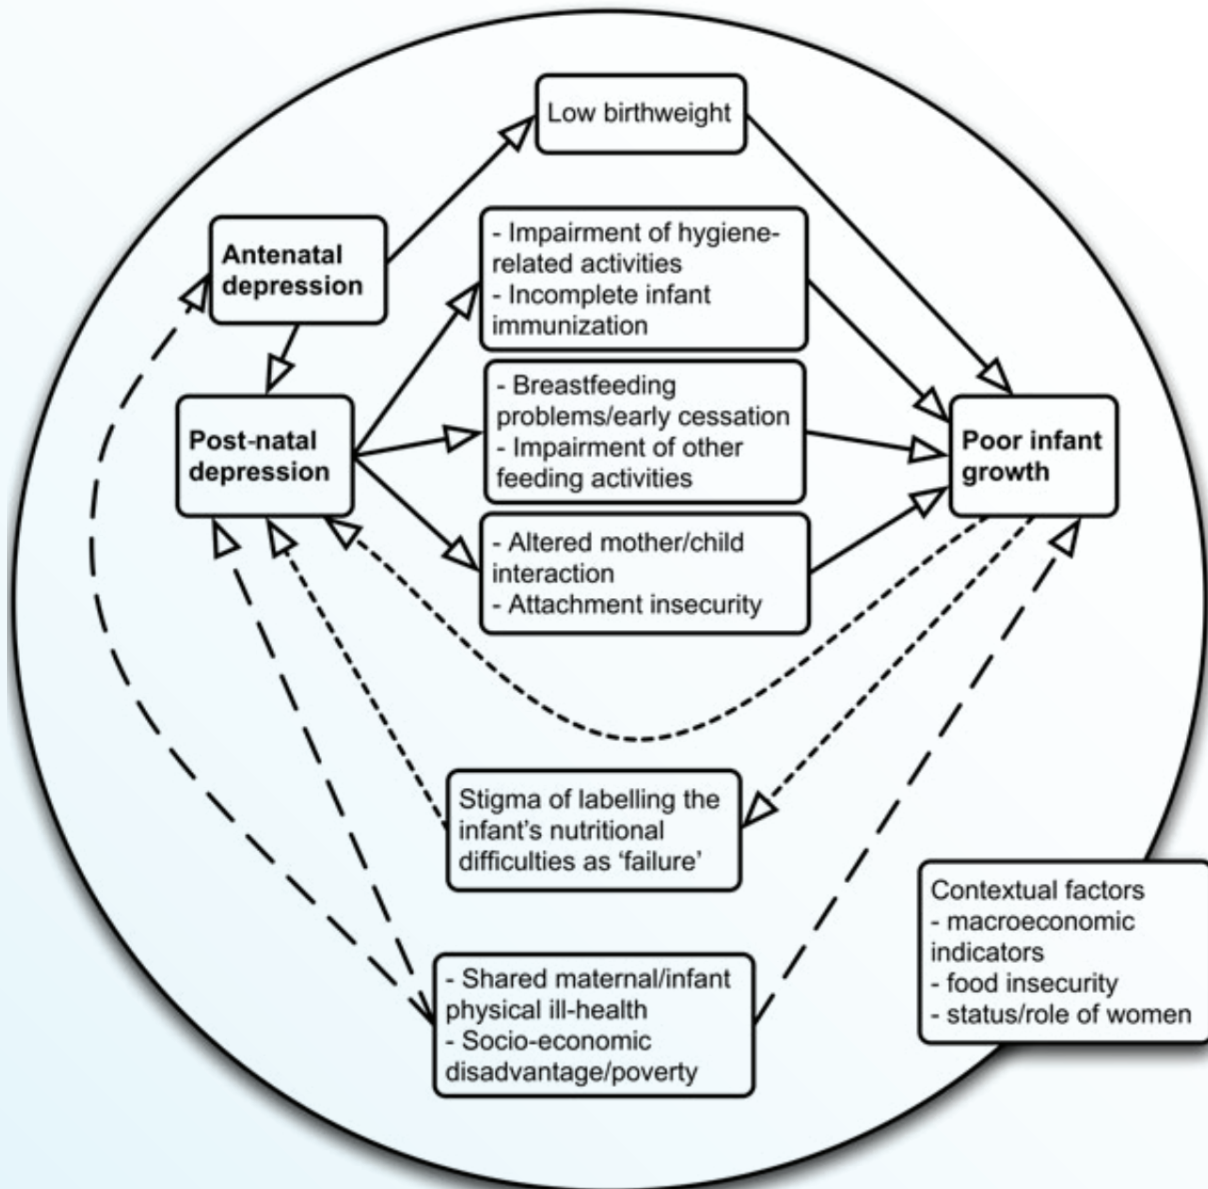 Low birthweight
Antenatal
depression
- Impairment of hygiene-
related activities
- Incomplete infant
immunization
Post-natal
depression
- Breastfeeding
problems/early cessation
- Impairment of other
feeding activities
Poor infant
growth
- Altered mother/child
interaction
- Attachment insecurity
Stigma of labelling the
infant’s nutritional
difficulties as ‘failure’
Contextual factors
- macroeconomic
indicators
- food insecurity
- status/role of women
- Shared maternal/infant
physical ill-health
- Socio-economic
disadvantage/poverty